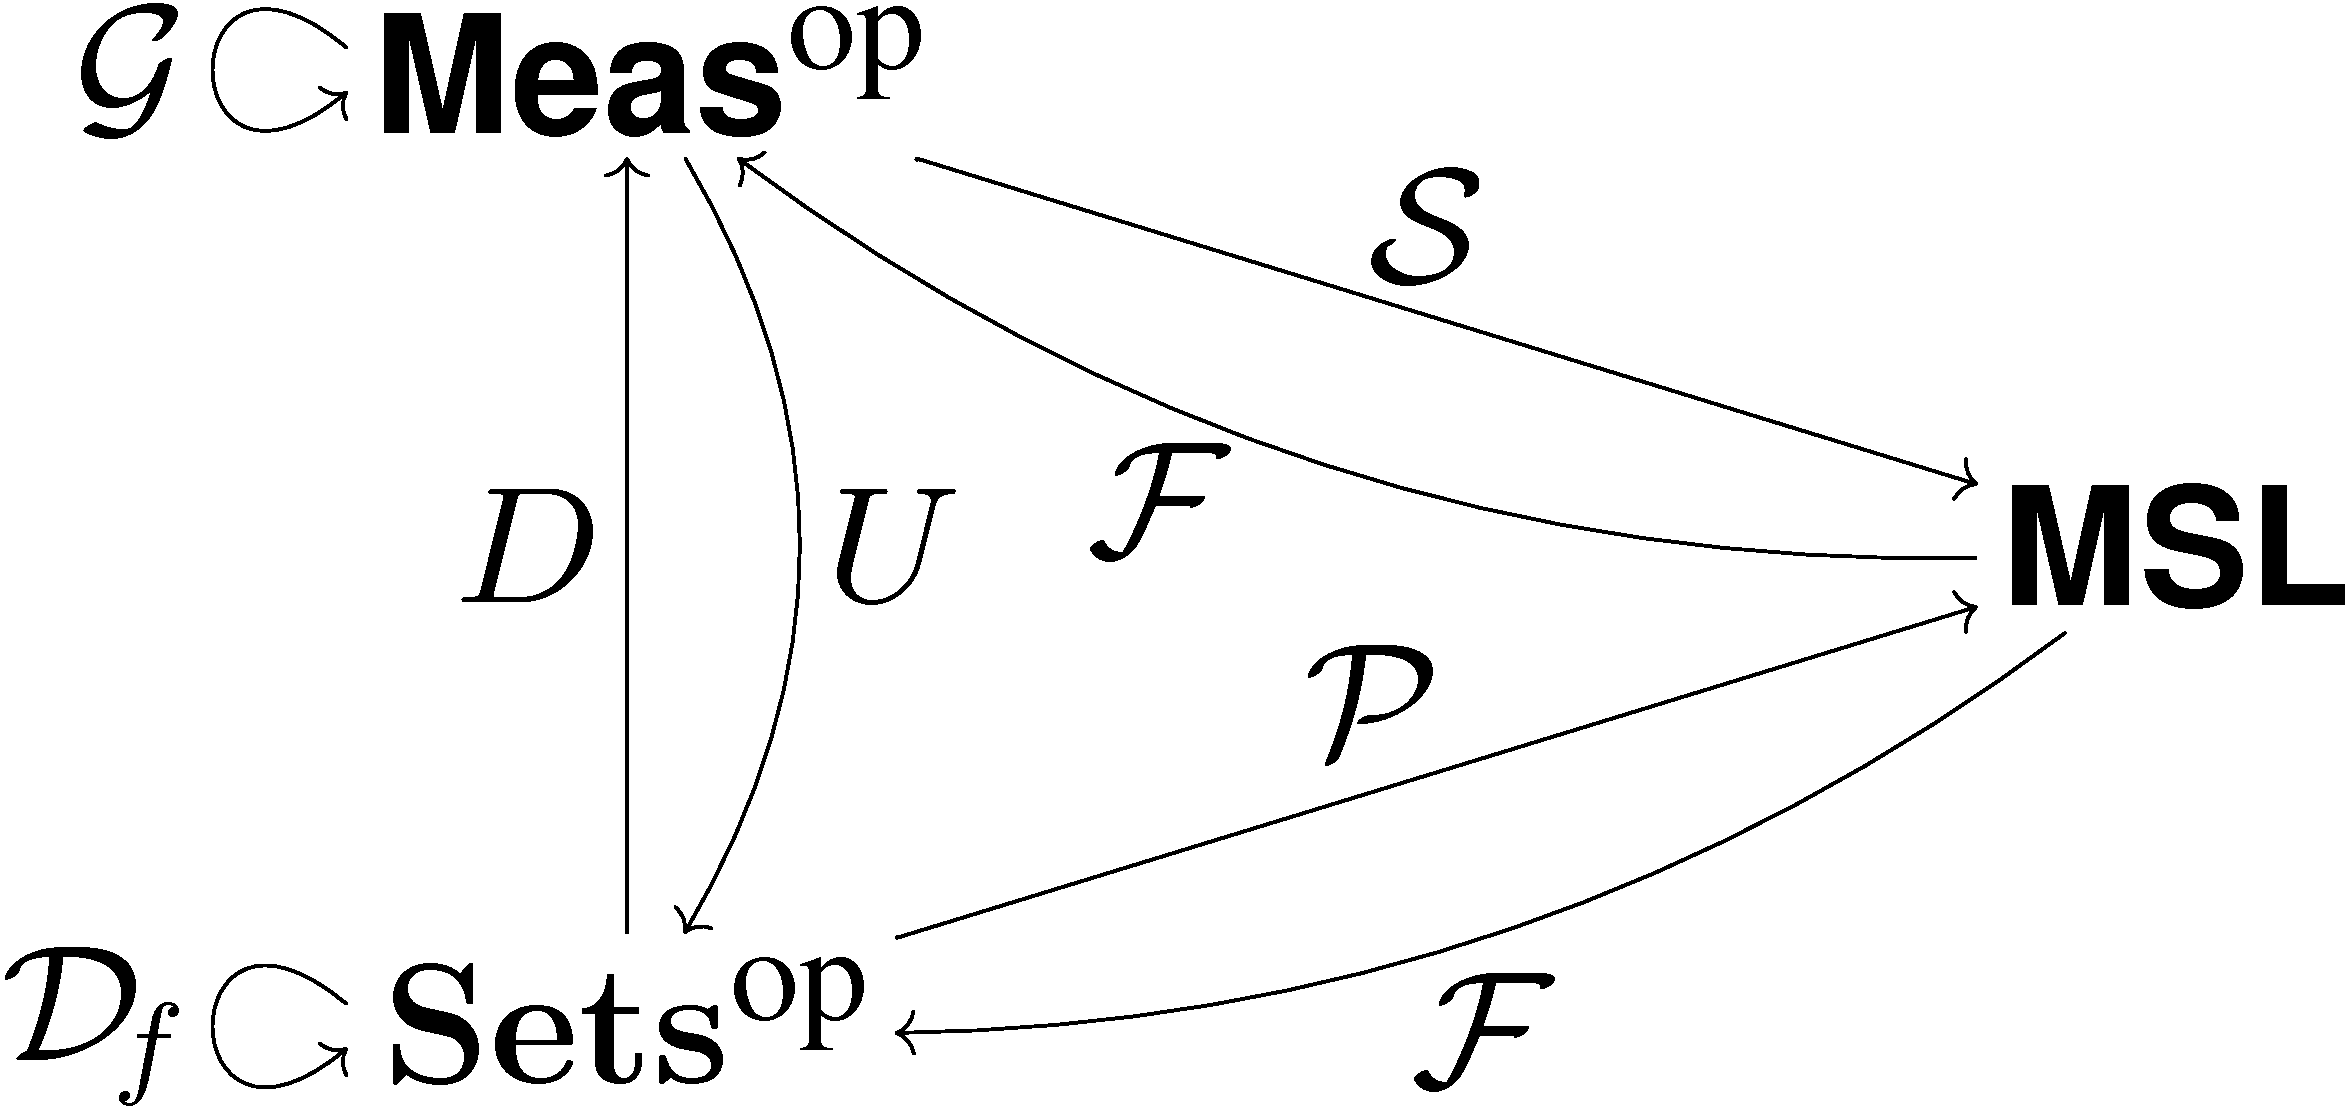 𝒢 Meas^op
𝒮
ℱ
D U
MSL
𝒫
𝒟_f Sets^op
ℱ